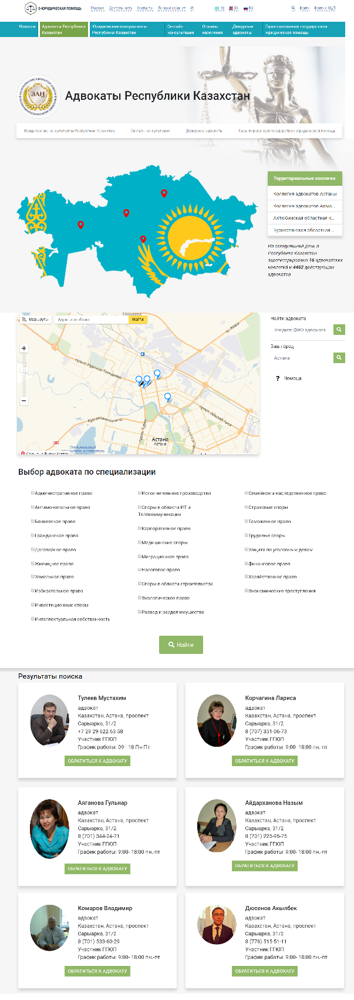 Е-ЮРИДИЧЕСКАЯ ПОМОЩЬ
Главная Деятельность Контакты Личный кабинет
Kz EN RU
Войти Войти с ЭЦП
Новости
Адвокаты Республики
Казахстан
Юридические консультанты
Республики Казахстан
Он-лайн
консультация
Отзывы
населения
Дежурные
адвокаты
Гарантированная государством
юридическая помощь
ЗАҢ
Адвокаты Республики Казахстан
Юридические консультанты Республики Казахстан Он-лайн консультация Дежурные адвокаты Гарантированная государством юридическая помощь
Территориальные коллегии
Коллегия адвокатов Астаны
Коллегия адвокатов Алма...
Актюбинская областная к...
Туркестанская областная ...
На сегодняшний день в
Республике Казахстан
зарегистрировано 16 адвокатских
коллегий и 4462 действующих
адвокатов
Сарыарка
Маршруты Адрес или объект Найти
Астана
Астана
Найти адвоката
Введите ФИО адвоката
Ваш город
Астана
? Помощь
Выбор адвоката по специализации
Административное право
Антимонопольное право
Банковское право
Гражданское право
Договорное право
Жилищное право
Земельное право
Избирательное право
Инвестиционные споры
Интеллектуальная собственность
Исполнительное производство
Споры в области ИТ и
Телекоммуникации
Корпоративное право
Медицинские споры
Миграционное право
Налоговое право
Споры в области строительства
Экологическое право
Развод и раздел имущества
Семейное и наследственное право
Страховые споры
Таможенное право
Трудовые споры
Защита по уголовным делам
Финансовое право
Хозяйственное право
Экономические преступления
Найти
Результаты поиска
Тулеев Мустахим
адвокат
Казахстан, Астана, проспект
Сарыарка, 31/2
+7 29 29 622 63 58
Участник ГГЮП
График работы: 09 - 18 Пн-Пт
ОБРАТИТЬСЯ К АДВОКАТУ
Корчагина Лариса
адвокат
Казахстан, Астана, проспект
Сарыарка, 31/2
8 (707) 351-06-73
Участник ГГЮП
График работы: 9:00- 18:00 пн.-пт
ОБРАТИТЬСЯ К АДВОКАТУ
Аяганова Гульнар
адвокат
Казахстан, Астана, проспект
Сарыарка, 31/2
8 (701) 344-24-71
Участник ГГЮП
График работы: 9:00- 18:00 пн.-пт
ОБРАТИТЬСЯ К АДВОКАТУ
Айдарханова Назым
адвокат
Казахстан, Астана, проспект
Сарыарка, 31/2
8 (701) 225-95-75
Участник ГГЮП
График работы: 9:00- 18:00 пн.-пт
ОБРАТИТЬСЯ К АДВОКАТУ
Комаров Владимир
адвокат
Казахстан, Астана, проспект
Сарыарка, 31/2
8 (701) 533-60-29
Участник ГГЮП
График работы: 9:00- 18:00 пн.-пт
ОБРАТИТЬСЯ К АДВОКАТУ
Дюсенов Акылбек
адвокат
Казахстан, Астана, проспект
Сарыарка, 31/2
8 (776) 515-51-11
Участник ГГЮП
График работы: 9:00- 18:00 пн.-пт
ОБРАТИТЬСЯ К АДВОКАТУ